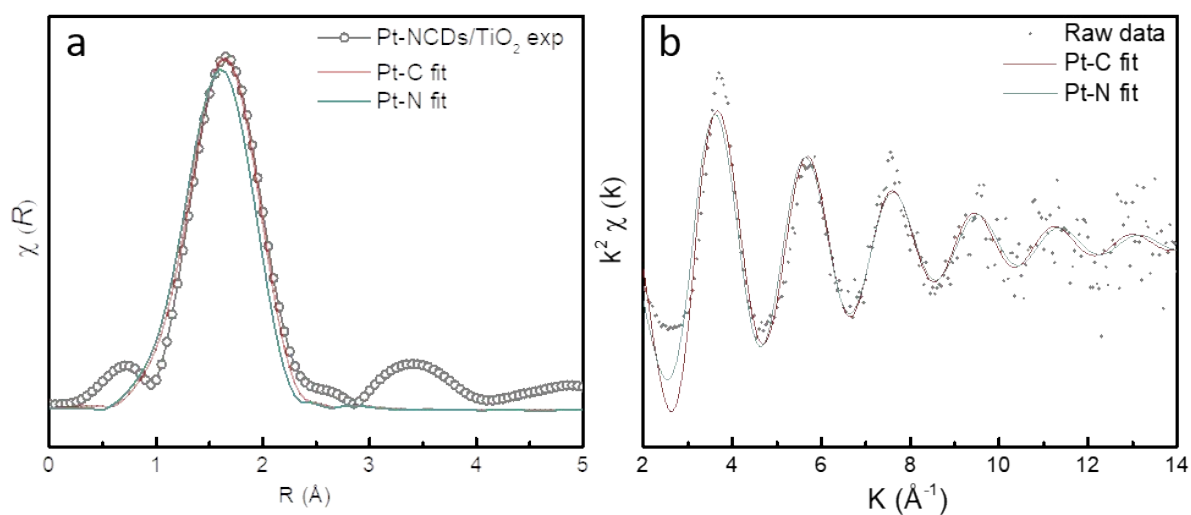 a
Pt-NCDs/TiO₂ exp
Pt-C fit
Pt-N fit
χ (R)
0 1 2 3 4 5
R (Å)
b
Raw data
Pt-C fit
Pt-N fit
k² χ (k)
2 4 6 8 10 12 14
K (Å⁻¹)